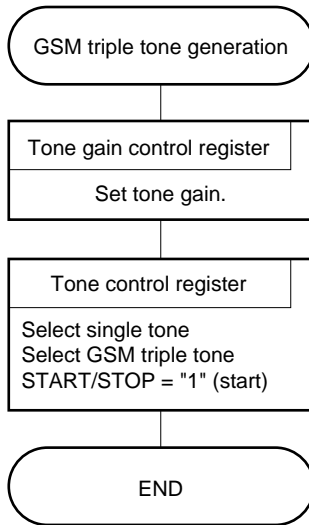 GSM triple tone generation
Tone gain control register
Set tone gain.
Tone control register
Select single tone
Select GSM triple tone
START/STOP = "1" (start)
END